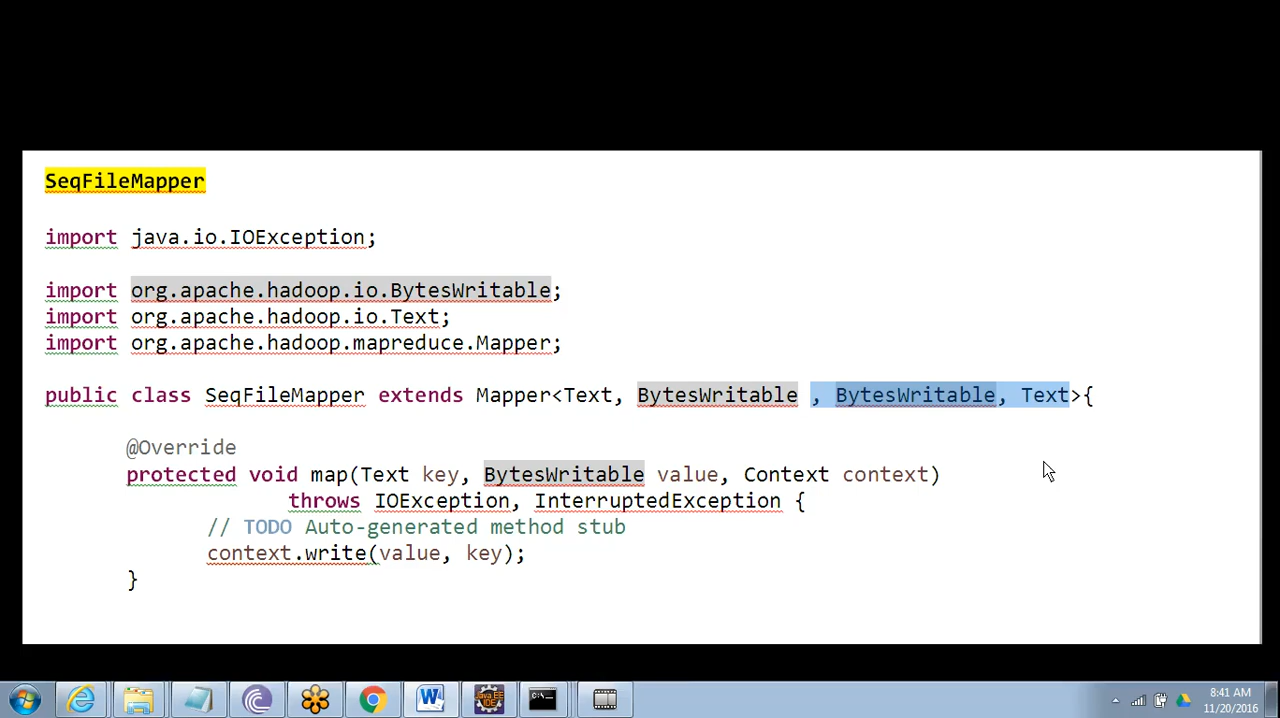 SeqFileMapper
import java.io.IOException;
import org.apache.hadoop.io.BytesWritable;
import org.apache.hadoop.io.Text;
import org.apache.hadoop.mapreduce.Mapper;
public class SeqFileMapper extends Mapper<Text, BytesWritable , BytesWritable, Text>{
@Override
protected void map(Text key, BytesWritable value, Context context)
throws IOException, InterruptedException {
// TODO Auto-generated method stub
context.write(value, key);
}
Java EE
IDE
C:\_
8:41 AM
11/20/2016